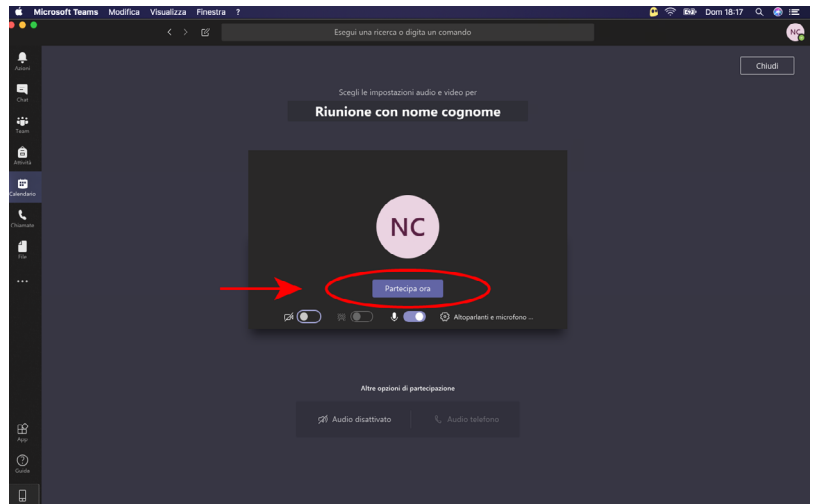 Microsoft Teams Modifica Visualizza Finestra ? Dom 18:17
Esegui una ricerca o digita un comando
NC
Azioni
Chat
Team
Attività
Calendario
Chiamate
File
...
Chiudi
Scegli le impostazioni audio e video per
Riunione con nome cognome
NC
Partecipa ora
Altoparlanti e microfono ...
Altre opzioni di partecipazione
Audio disattivato Audio telefono
App
Guida